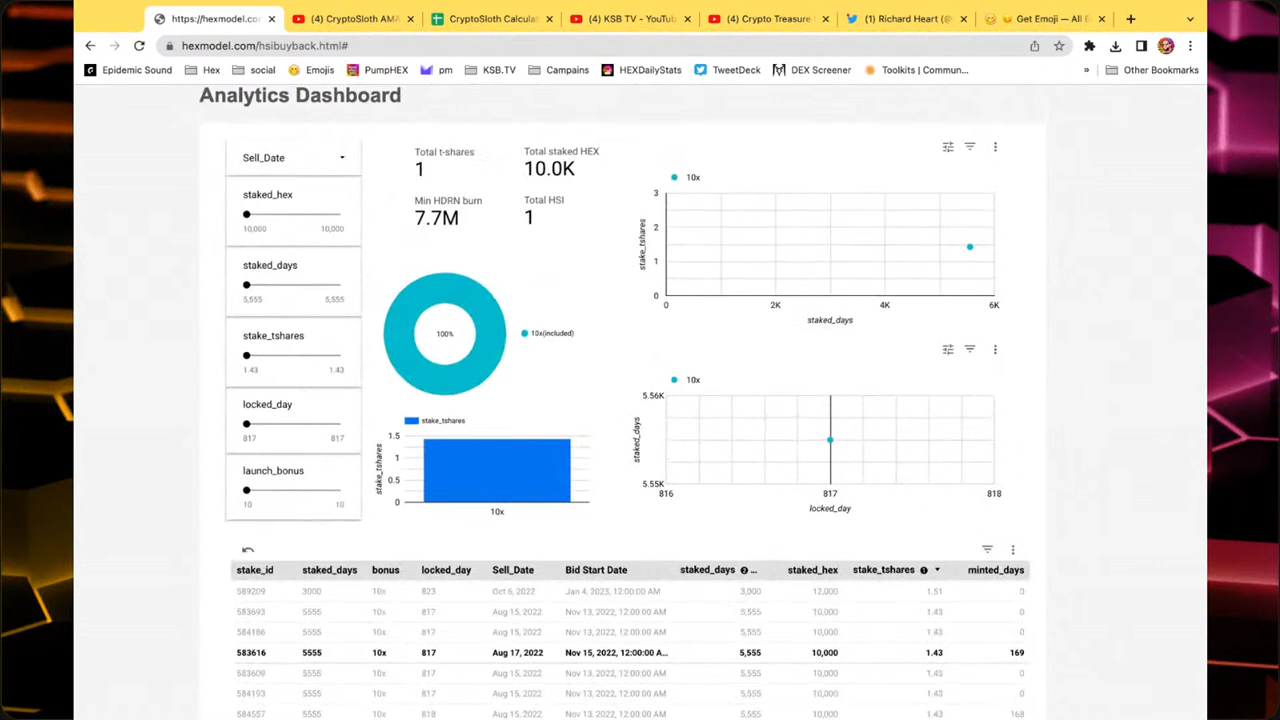 https://hexmodel.com/hsibuyback
(4) CryptoSloth AMA
CryptoSloth Calculat
(4) KSB TV - YouTube
(4) Crypto Treasure
(1) Richard Heart (@
Get Emoji — All E
hexmodel.com/hsibuyback.html#
Epidemic Sound
Hex
social
Emojis
PumpHEX
pm
KSB.TV
Campains
HEXDailyStats
TweetDeck
DEX Screener
Toolkits | Commun...
»
Other Bookmarks
Analytics Dashboard
Sell_Date
staked_hex
10,000 10,000
staked_days
5,555 5,555
stake_tshares
1.43 1.43
locked_day
817 817
launch_bonus
10 10
Total t-shares
1
Total staked HEX
10.0K
Min HDRN burn
7.7M
Total HSI
1
100%
10x(included)
stake_tshares
stake_tshares
1.5
1
0.5
0
10x
10x
stake_tshares
3
2
1
0
0 2K 4K 6K
staked_days
10x
staked_days
5.56K
5.55K
816 817 818
locked_day
stake_id staked_days bonus locked_day Sell_Date Bid Start Date staked_days ... staked_hex stake_tshares minted_days
589209 3000 10x 823 Oct 6, 2022 Jan 4, 2023, 12:00:00 AM 3,000 12,000 1.51 0
583693 5555 10x 817 Aug 15, 2022 Nov 13, 2022, 12:00:00 AM 5,555 10,000 1.43 0
584186 5555 10x 817 Aug 15, 2022 Nov 13, 2022, 12:00:00 AM 5,555 10,000 1.43 0
583616 5555 10x 817 Aug 17, 2022 Nov 15, 2022, 12:00:00 A... 5,555 10,000 1.43 169
583609 5555 10x 817 Aug 15, 2022 Nov 13, 2022, 12:00:00 AM 5,555 10,000 1.43 0
584193 5555 10x 817 Aug 15, 2022 Nov 13, 2022, 12:00:00 AM 5,555 10,000 1.43 0
584557 5555 10x 818 Aug 15, 2022 Nov 13, 2022, 12:00:00 AM 5,555 10,000 1.43 168